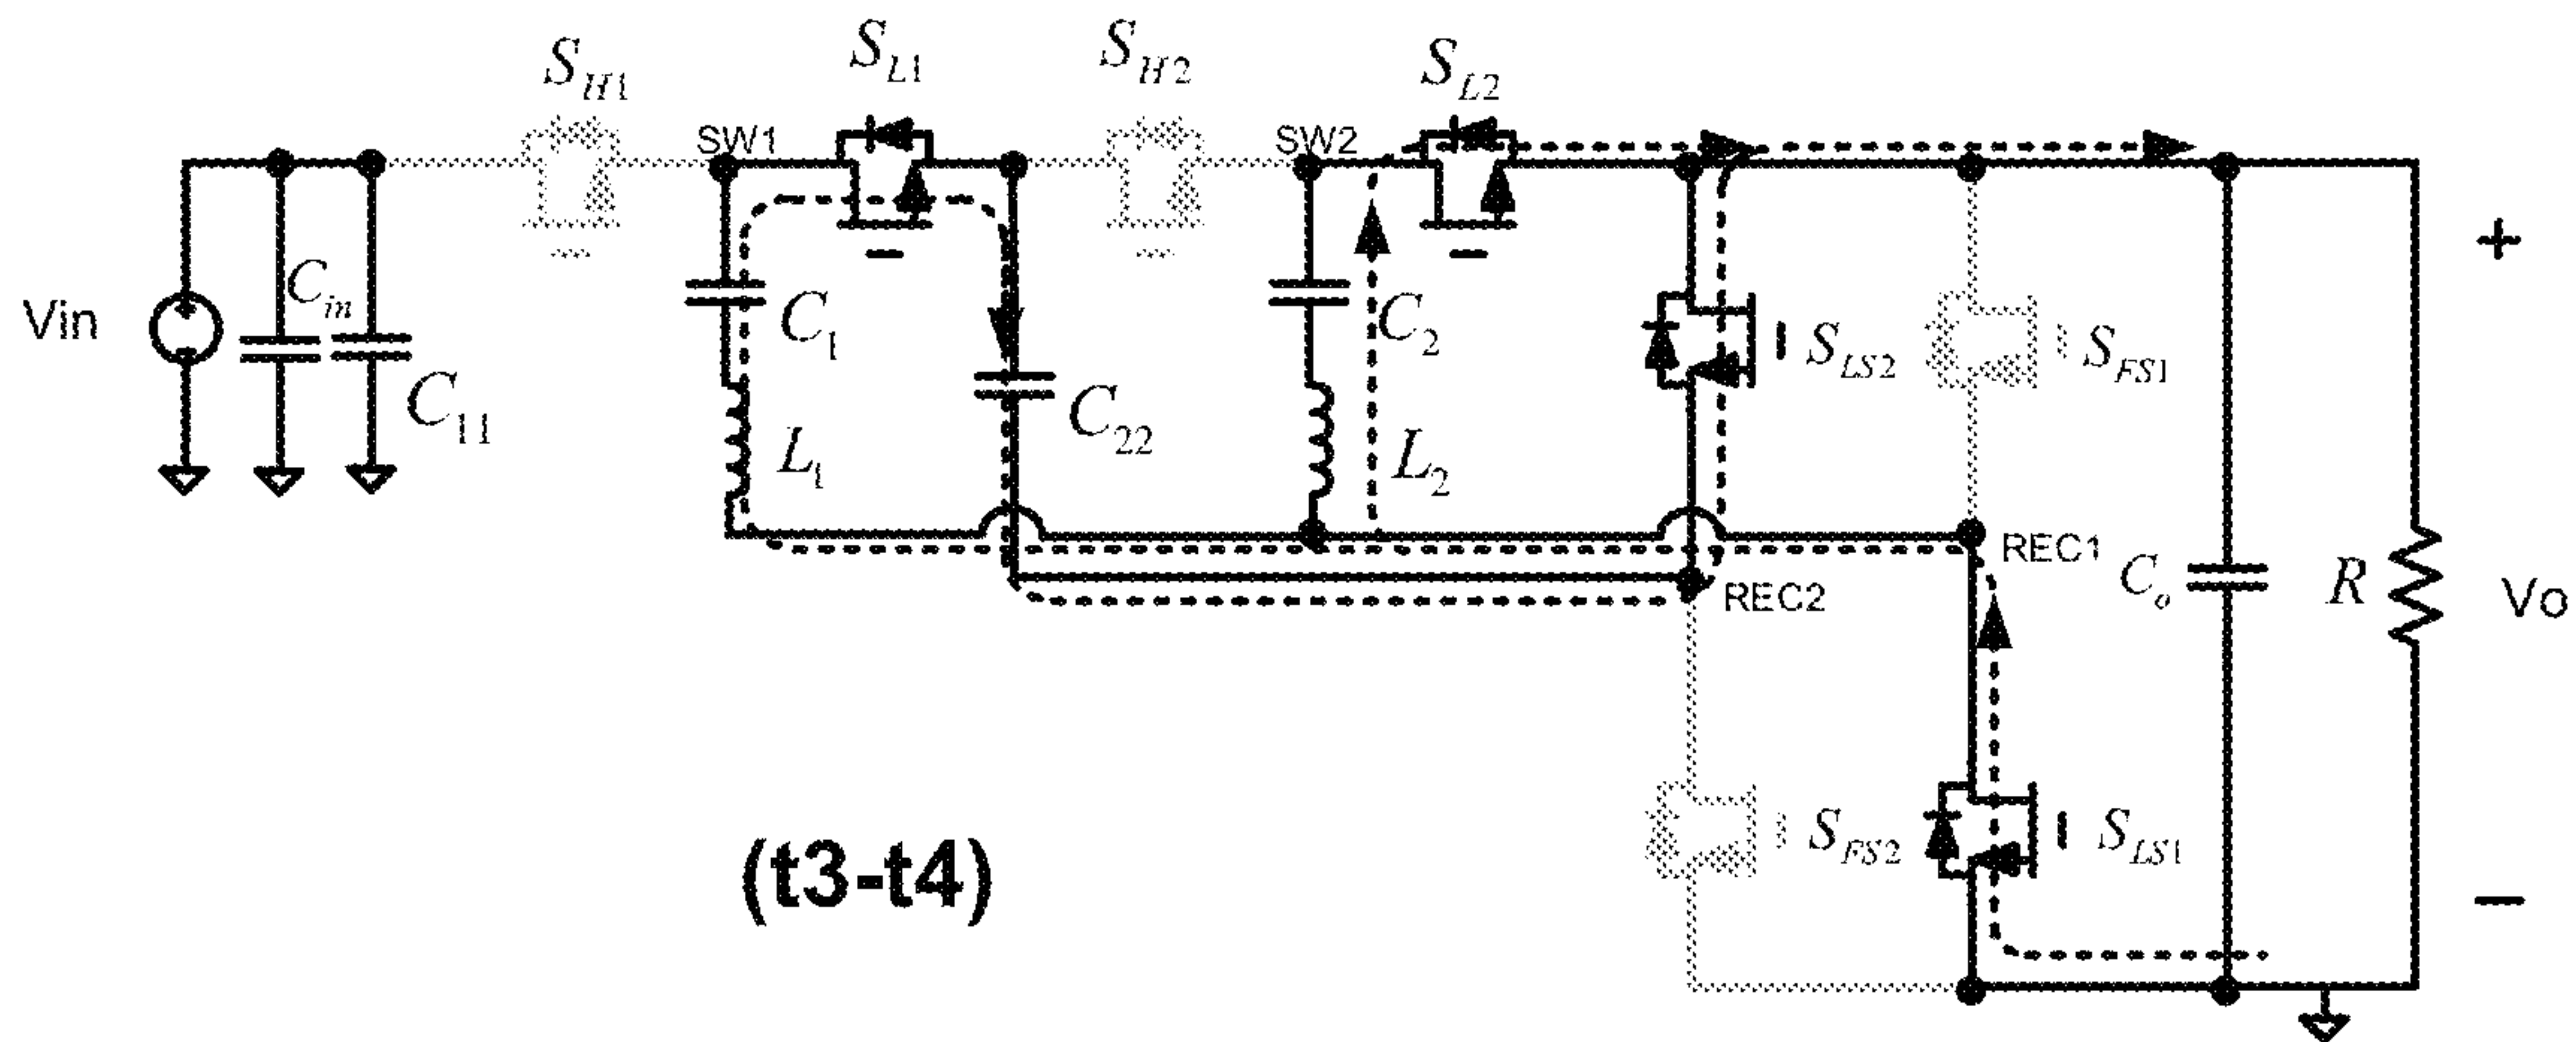 S_H1
S_L1
S_H2
S_L2
SW1
SW2
Vin
C_in
C_11
C_1
L_1
C_22
C_2
L_2
S_LS2
S_FS1
REC1
REC2
C_o
R
+
Vo
−
S_FS2
S_LS1
(t3-t4)